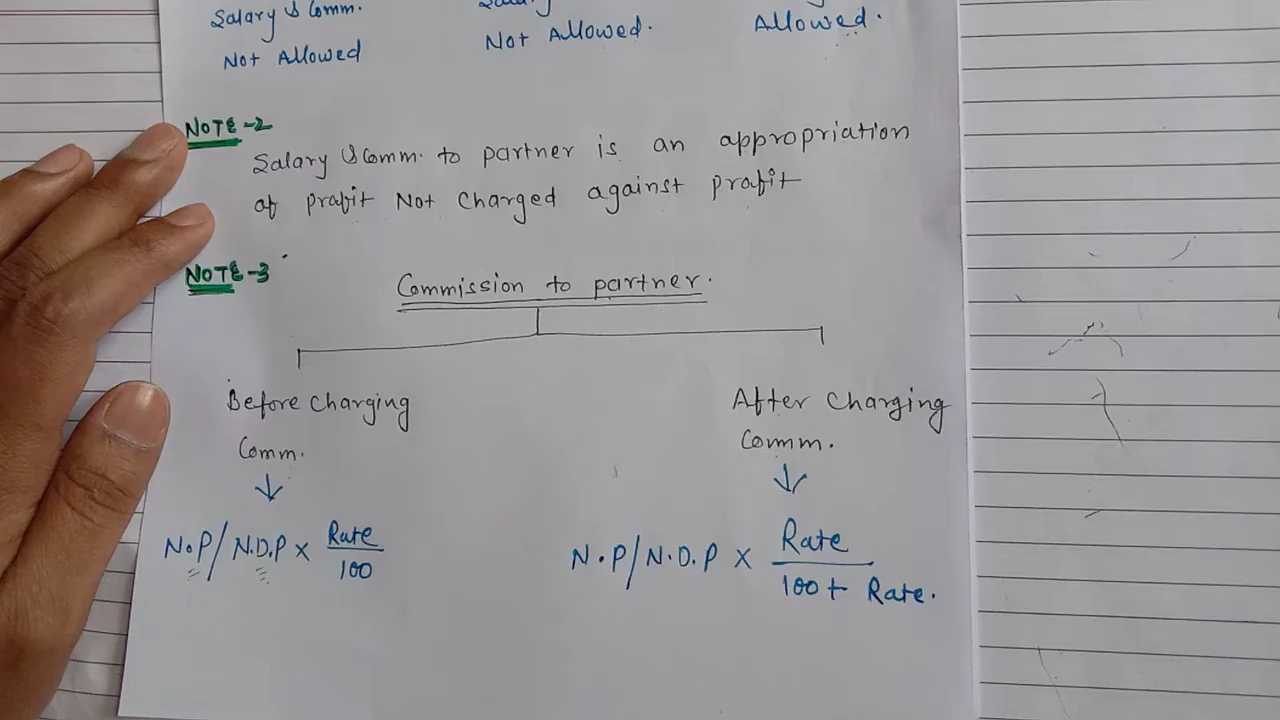 Salary & Comm.
Not Allowed
Not Allowed.
Allowed.
NOTE-2
Salary & Comm. to partner is an appropriation
of profit Not Charged against profit
NOTE-3
Commission to partner.
Before Charging
Comm.
After Charging
Comm.
N.P/N.D.P × Rate/100
N.P/N.D.P × Rate/100 + Rate.